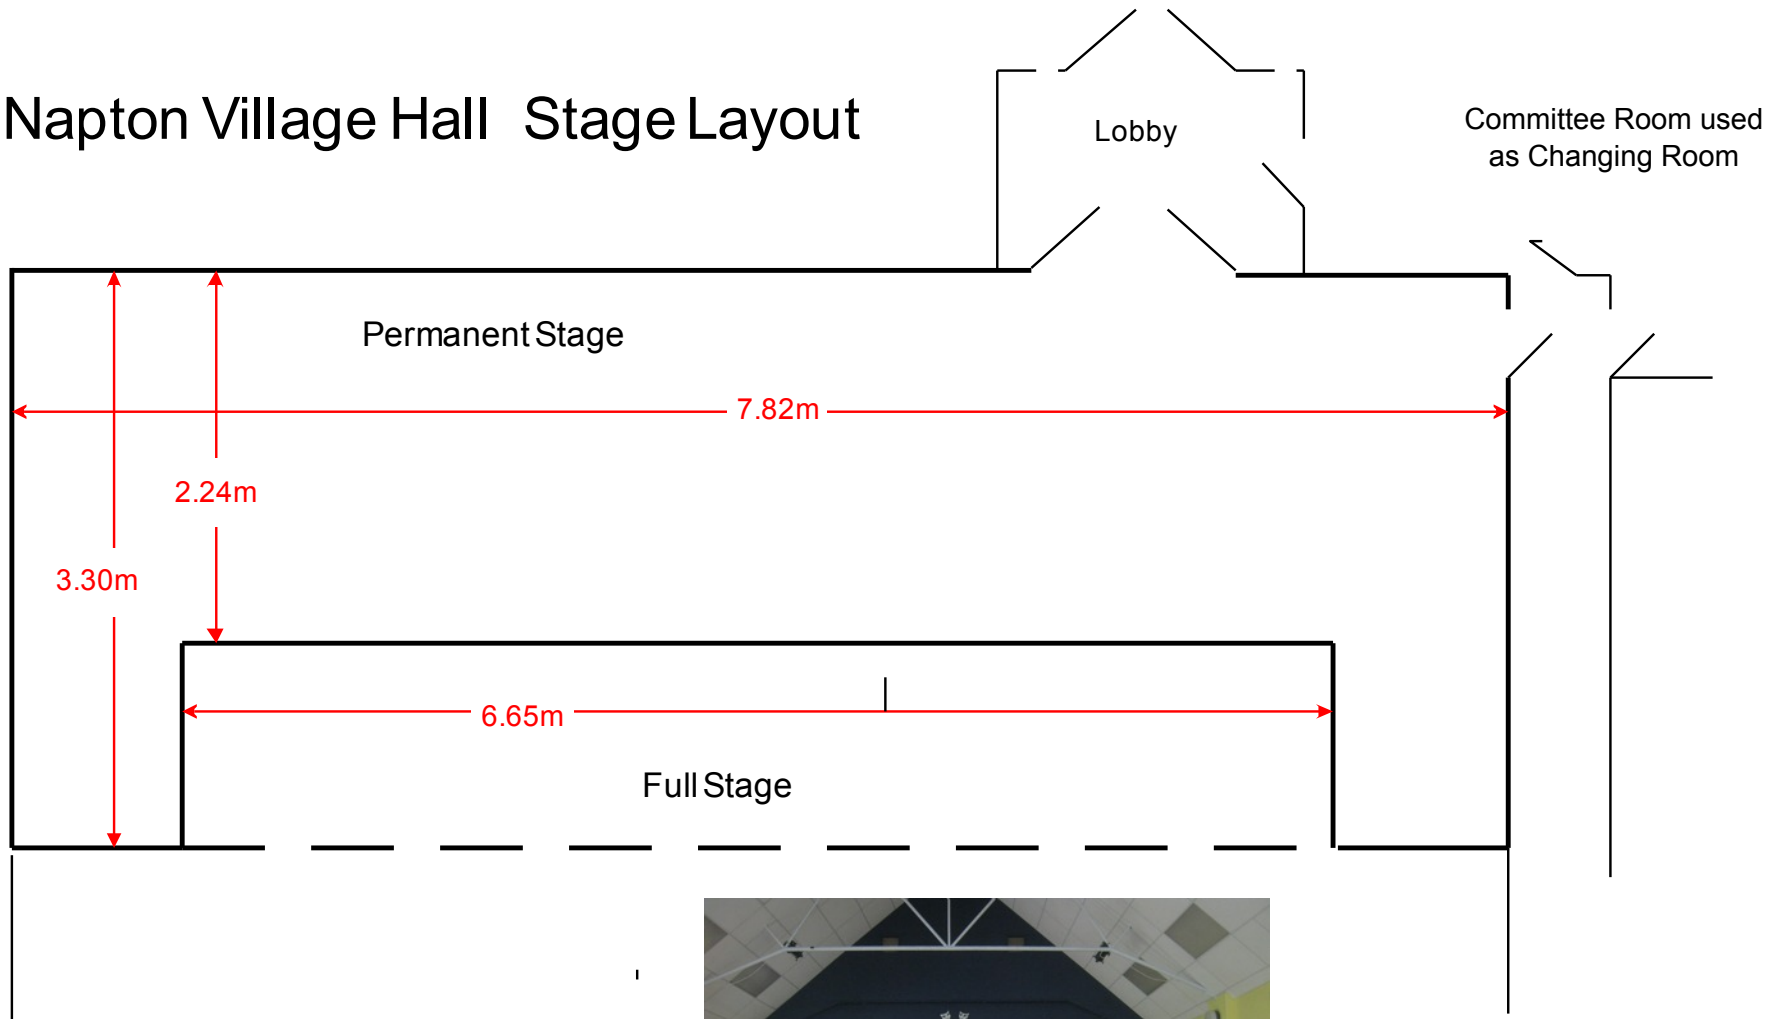 Napton Village Hall Stage Layout
Lobby
Committee Room used
as Changing Room
Permanent Stage
7.82m
2.24m
3.30m
6.65m
Full Stage